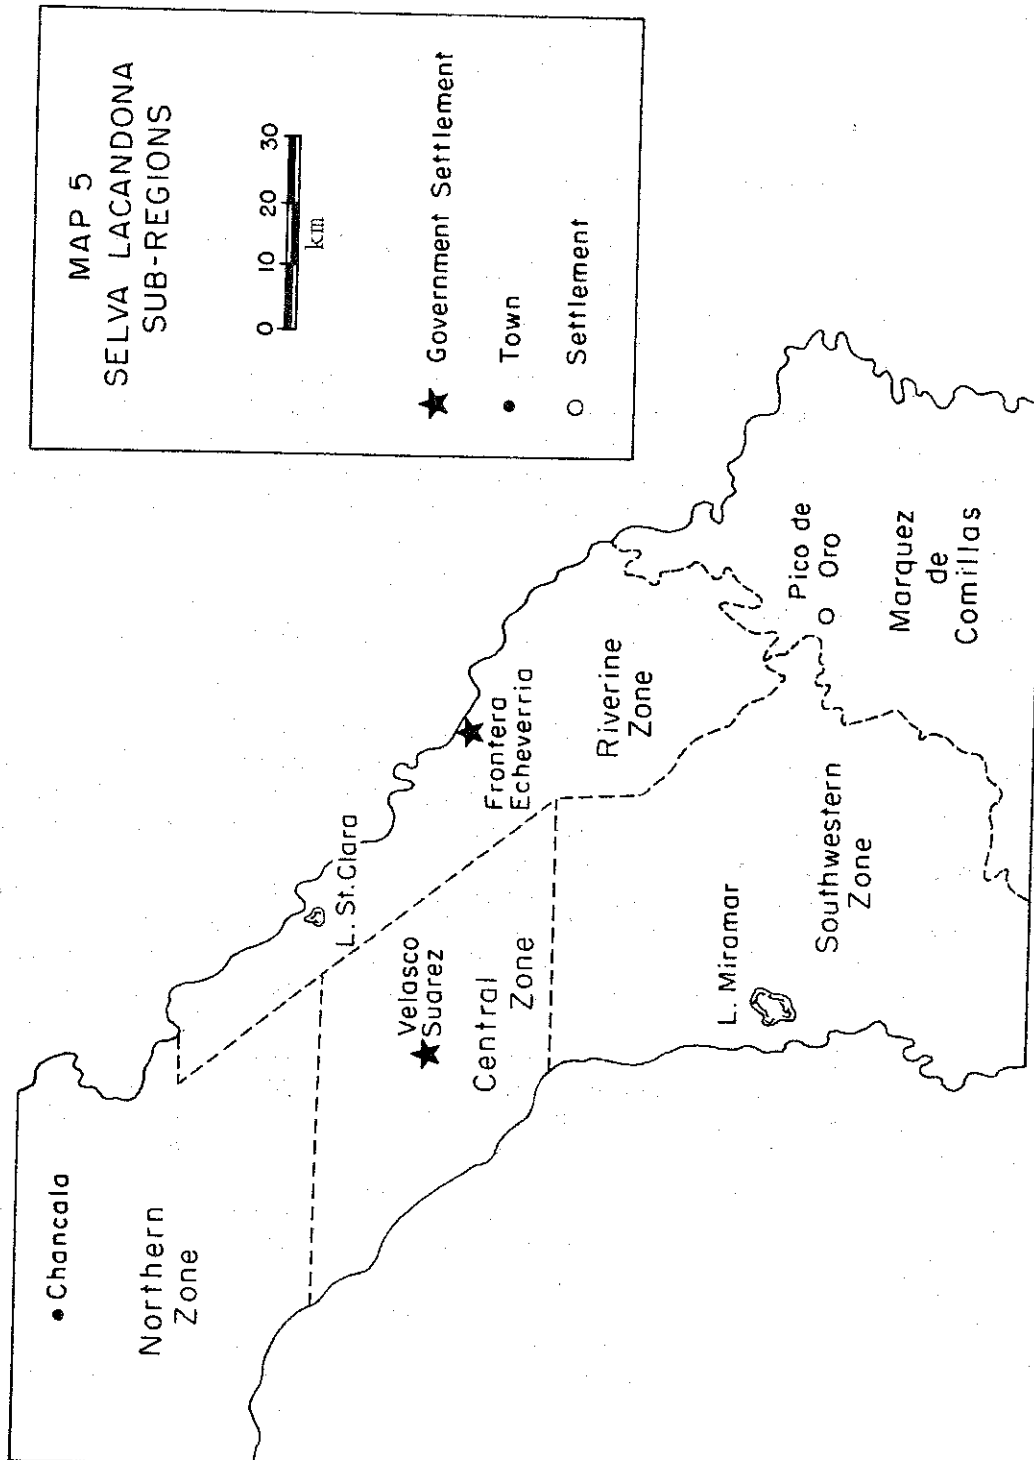 MAP 5
SELVA LACANDONA
SUB-REGIONS
0 10 20 30
km
★ Government Settlement
• Town
○ Settlement
• Chancala
Northern
Zone
L. St. Clara
Velasco
Suarez
Central
Zone
Frontera
Echeverria
Riverine
Zone
L. Miramar
Southwestern
Zone
Pico de
Oro
Marquez
de
Comillas